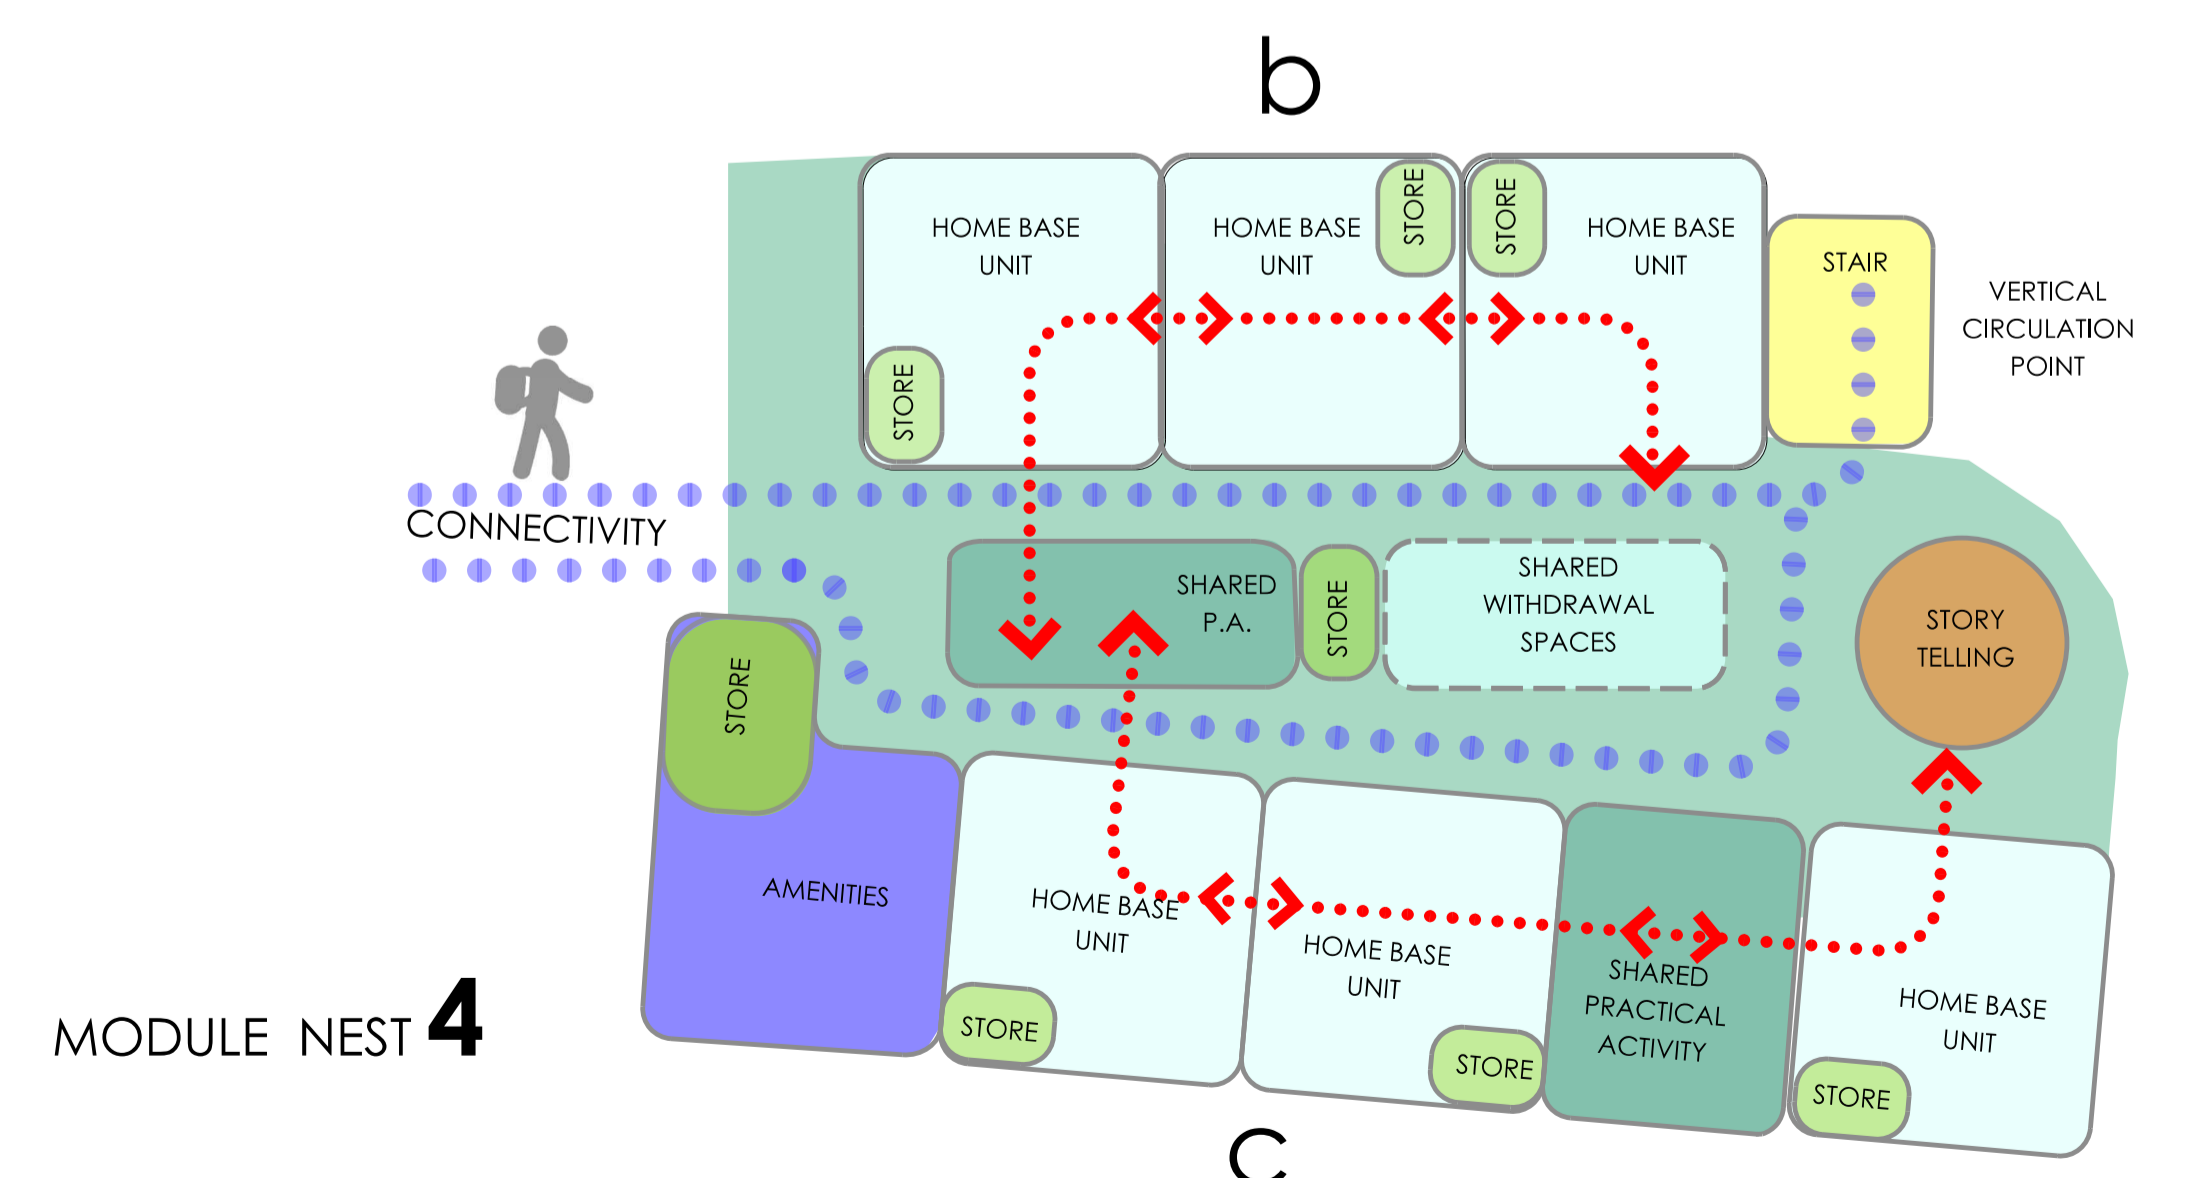 b
HOME BASE
UNIT
STORE
HOME BASE
UNIT
STORE
STORE
HOME BASE
UNIT
STAIR
VERTICAL
CIRCULATION
POINT
CONNECTIVITY
SHARED
P.A.
STORE
SHARED
WITHDRAWAL
SPACES
STORY
TELLING
STORE
AMENITIES
HOME BASE
UNIT
STORE
HOME BASE
UNIT
STORE
SHARED
PRACTICAL
ACTIVITY
HOME BASE
UNIT
STORE
MODULE NEST 4
c